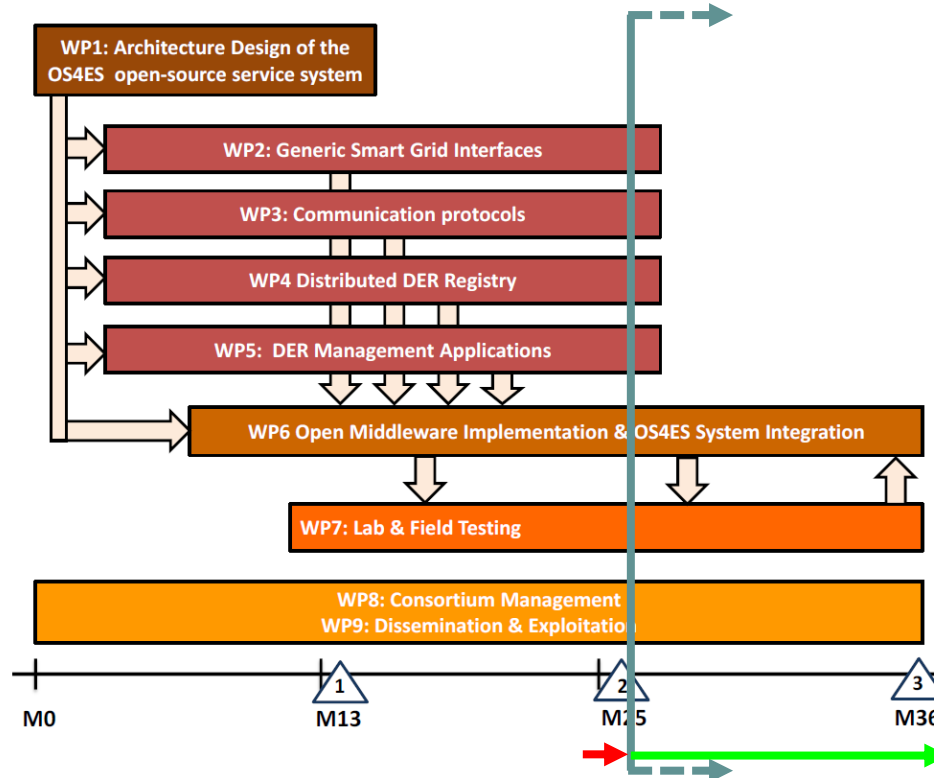 WP1: Architecture Design of the
OS4ES open-source service system
WP2: Generic Smart Grid Interfaces
WP3: Communication protocols
WP4 Distributed DER Registry
WP5: DER Management Applications
WP6 Open Middleware Implementation & OS4ES System Integration
WP7: Lab & Field Testing
WP8: Consortium Management
WP9: Dissemination & Exploitation
1
2
3
M0
M13
M25
M36